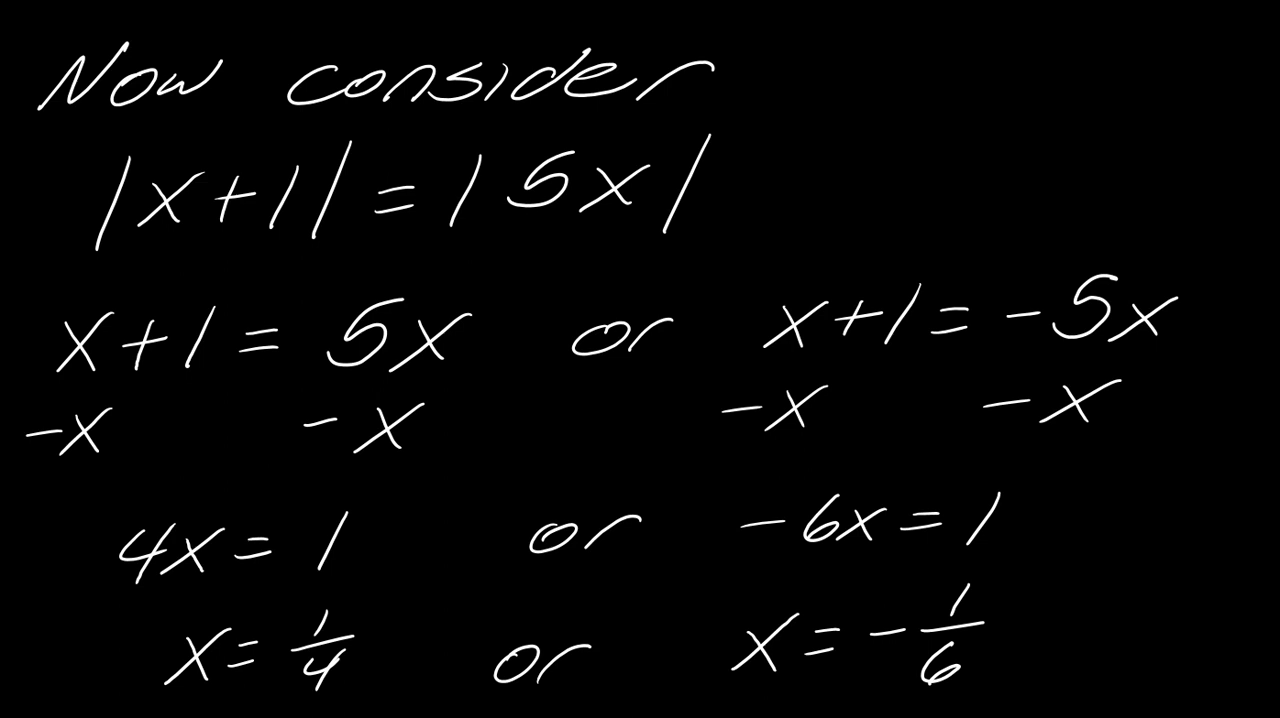 Now consider
|x+1|=|5x|
x+1=5x or x+1=-5x
-x -x -x -x
4x=1 or -6x=1
x=1/4 or x=-1/6